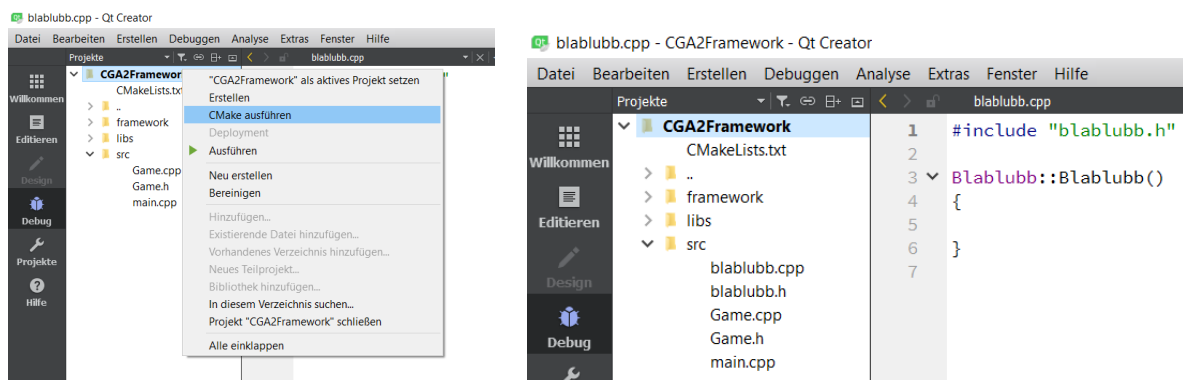 blablubb.cpp - Qt Creator
Datei Bearbeiten Erstellen Debuggen Analyse Extras Fenster Hilfe
Projekte blablubb.cpp
Willkommen
Editieren
Design
Debug
Projekte
Hilfe
CMakeLists.txt
..
framework
libs
src
Game.cpp
Game.h
main.cpp
"CGA2Framework" als aktives Projekt setzen
Erstellen
CMake ausführen
Deployment
Ausführen
Neu erstellen
Bereinigen
Hinzufügen...
Existierende Datei hinzufügen...
Vorhandenes Verzeichnis hinzufügen...
Neues Teilprojekt...
Bibliothek hinzufügen...
In diesem Verzeichnis suchen...
Projekt "CGA2Framework" schließen
Alle einklappen
blablubb.cpp - CGA2Framework - Qt Creator
Datei Bearbeiten Erstellen Debuggen Analyse Extras Fenster Hilfe
Projekte blablubb.cpp
Willkommen
Editieren
Design
Debug
CGA2Framework
CMakeLists.txt
..
framework
libs
src
blablubb.cpp
blablubb.h
Game.cpp
Game.h
main.cpp
1 #include "blablubb.h"
2
3 Blablubb::Blablubb()
4 {
5
6 }
7